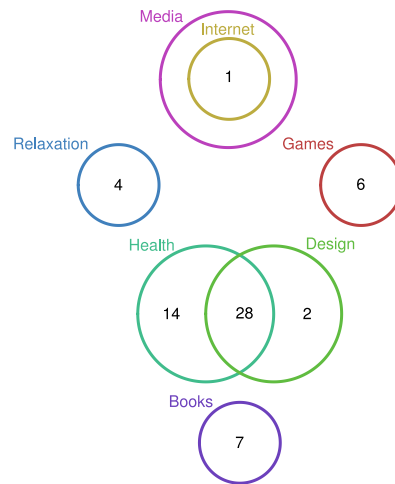 Media
Internet
1
Relaxation
Games
4
6
Health
Design
14
28
2
Books
7